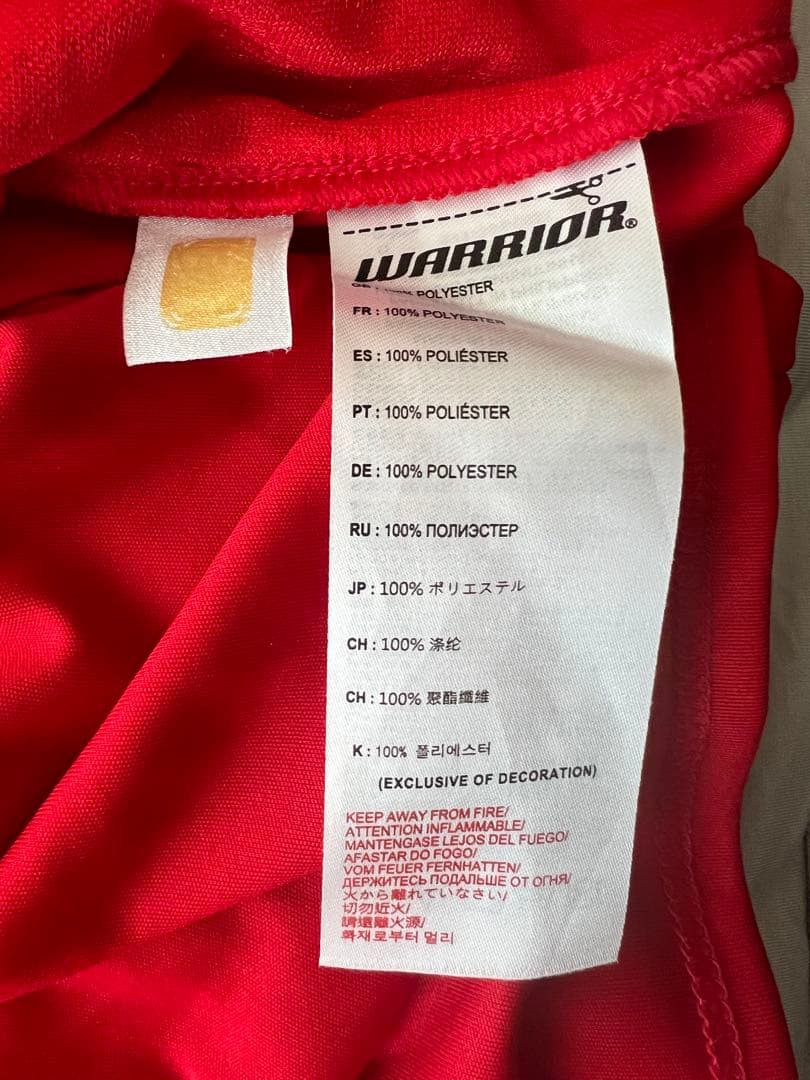 WARRIOR®
GB : 100% POLYESTER
FR : 100% POLYESTER
ES : 100% POLIÉSTER
PT : 100% POLIÉSTER
DE : 100% POLYESTER
RU : 100% ПОЛИЭСТЕР
JP : 100% ポリエステル
CH : 100% 涤纶
CH : 100% 聚酯纖維
K : 100% 폴리에스터
(EXCLUSIVE OF DECORATION)
KEEP AWAY FROM FIRE/
ATTENTION INFLAMMABLE/
MANTENGASE LEJOS DEL FUEGO/
AFASTAR DO FOGO/
VOM FEUER FERNHATTEN/
ДЕРЖИТЕСЬ ПОДАЛЬШЕ ОТ ОГНЯ/
火から離れていなさい/
切勿近火/
請遠離火源/
화재로부터 멀리